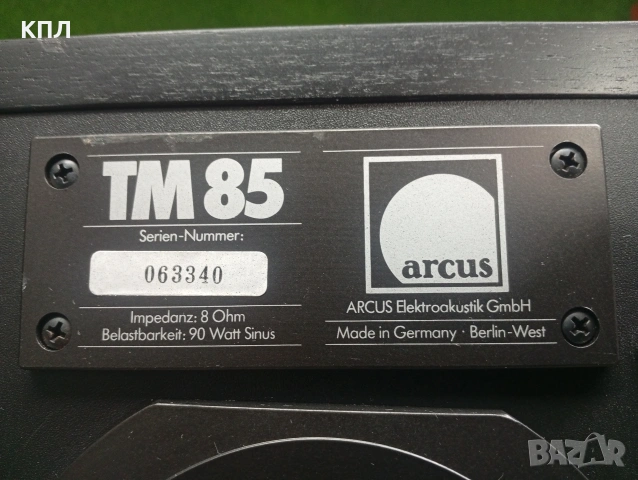 КПЛ
TM 85
Serien-Nummer:
063340
Impedanz: 8 Ohm
Belastbarkeit: 90 Watt Sinus
arcus
ARCUS Elektroakustik GmbH
Made in Germany · Berlin-West
BAZAR